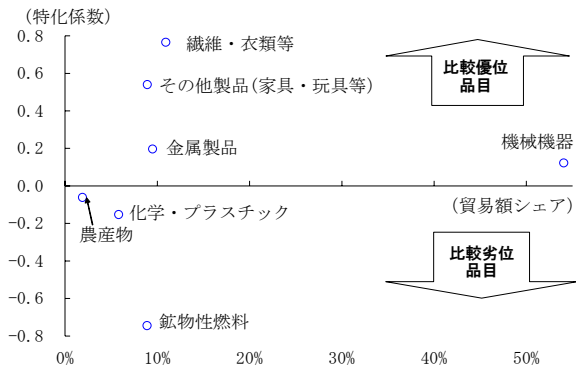 (特化係数)
0.8
0.6
0.4
0.2
0.0
-0.2
-0.4
-0.6
-0.8
0%
10%
20%
30%
40%
50%
繊維・衣類等
その他製品(家具・玩具等)
金属製品
機械機器
農産物
化学・プラスチック
鉱物性燃料
(貿易額シェア)
比較優位
品目
比較劣位
品目